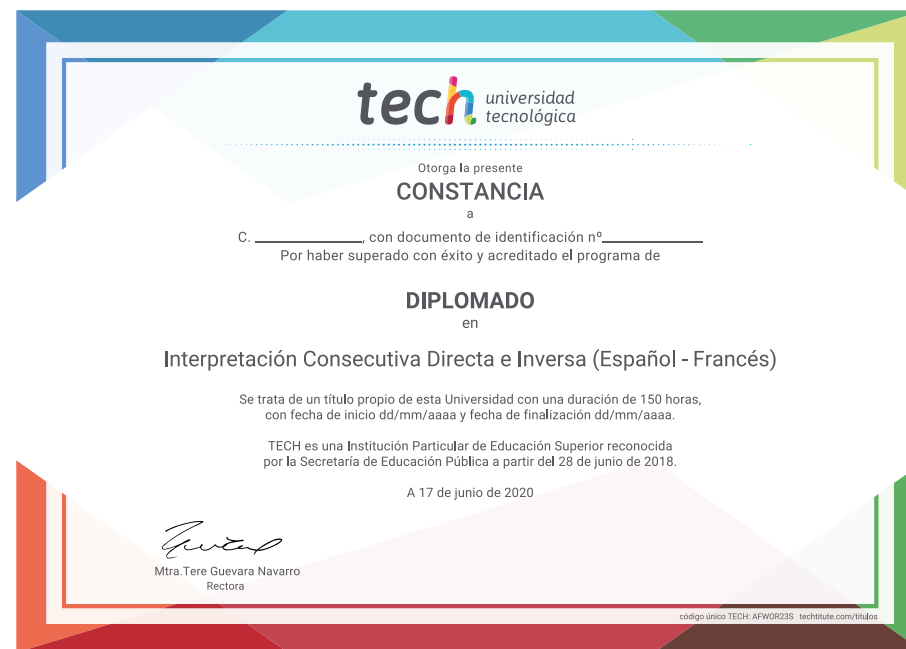 tech universidad
tecnológica
Otorga la presente
CONSTANCIA
a
C. ____________, con documento de identificación nº____________
Por haber superado con éxito y acreditado el programa de
DIPLOMADO
en
Interpretación Consecutiva Directa e Inversa (Español - Francés)
Se trata de un título propio de esta Universidad con una duración de 150 horas,
con fecha de inicio dd/mm/aaaa y fecha de finalización dd/mm/aaaa.
TECH es una Institución Particular de Educación Superior reconocida
por la Secretaría de Educación Pública a partir del 28 de junio de 2018.
A 17 de junio de 2020
Mtra.Tere Guevara Navarro
Rectora
código único TECH: AFWOR23S techtitute.com/titulos